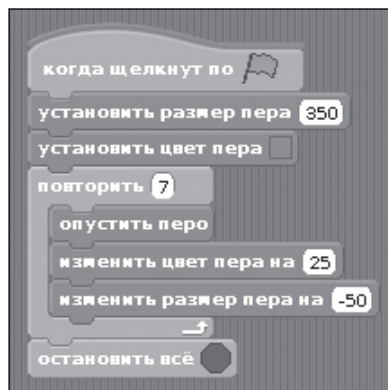 когда щелкнут по
установить размер пера 350
установить цвет пера
повторить 7
опустить перо
изменить цвет пера на 25
изменить размер пера на -50
остановить всё